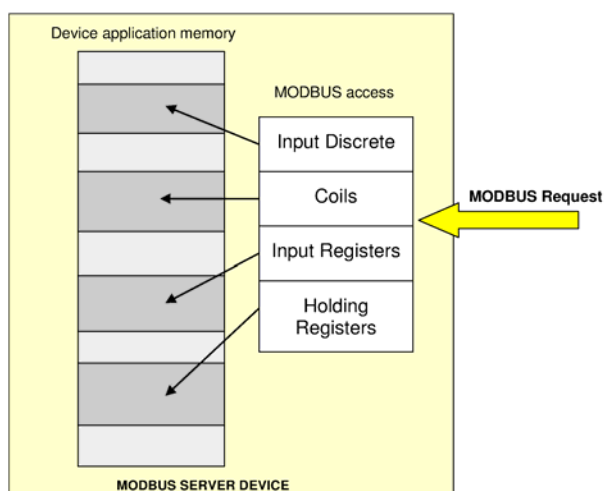 Device application memory
MODBUS access
Input Discrete
Coils
MODBUS Request
Input Registers
Holding
Registers
MODBUS SERVER DEVICE